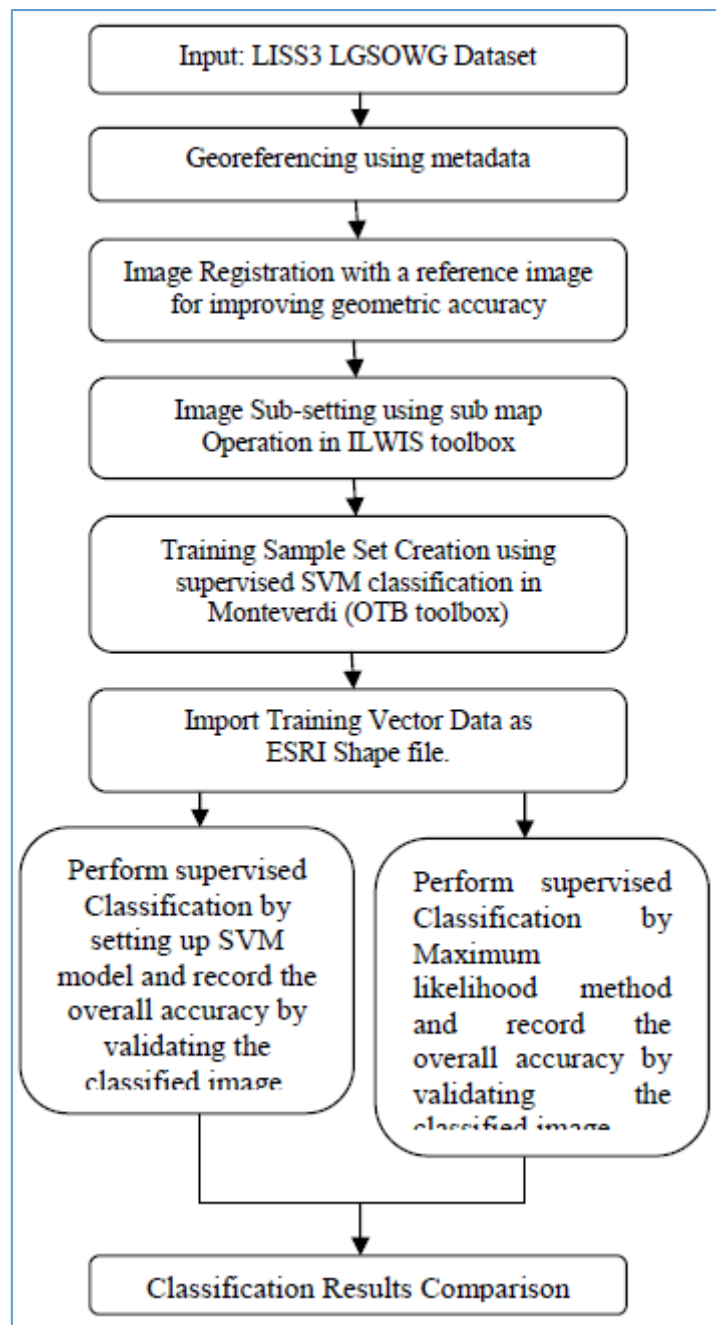 Input: LISS3 LGSOWG Dataset
Georeferencing using metadata
Image Registration with a reference image
for improving geometric accuracy
Image Sub-setting using sub map
Operation in ILWIS toolbox
Training Sample Set Creation using
supervised SVM classification in
Monteverdi (OTB toolbox)
Import Training Vector Data as
ESRI Shape file.
Perform supervised
Classification by
setting up SVM
model and record the
overall accuracy by
validating the
classified image
Perform supervised
Classification by
Maximum
likelihood method
and record the
overall accuracy by
validating the
classified image
Classification Results Comparison